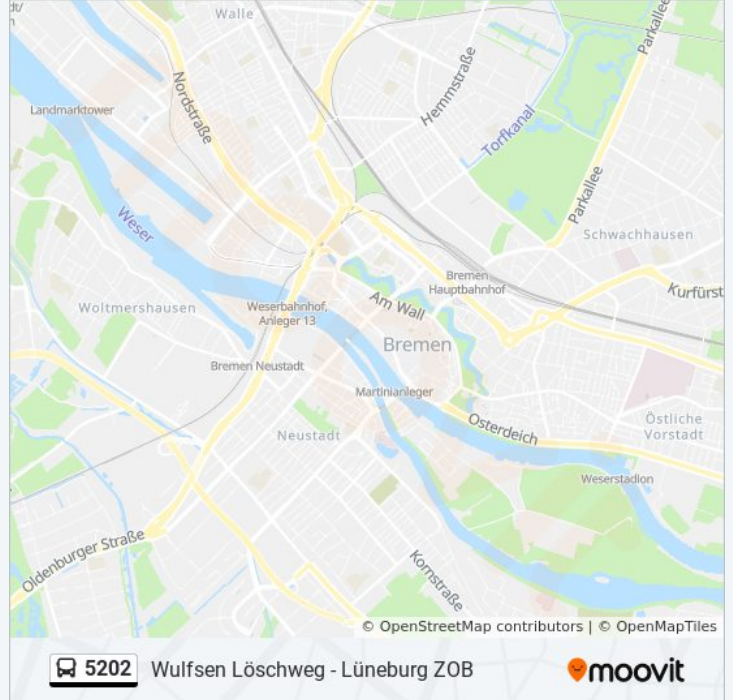 Walle
dt/
Parkallee
Nordstraße
Hemmstraße
Landmarktower
Torfkanal
Parkallee
Weser
Schwachhausen
Bremen
Hauptbahnhof
Kurfürst
Am Wall
Woltmershausen
Weserbahnhof,
Anleger 13
Bremen
Bremen Neustadt
Martinianleger
Osterdeich
Östliche
Vorstadt
Neustadt
Weserstadion
Oldenburger Straße
Kornstraße
© OpenStreetMap contributors | © OpenMapTiles
5202 Wulfsen Löschweg - Lüneburg ZOB
moovit